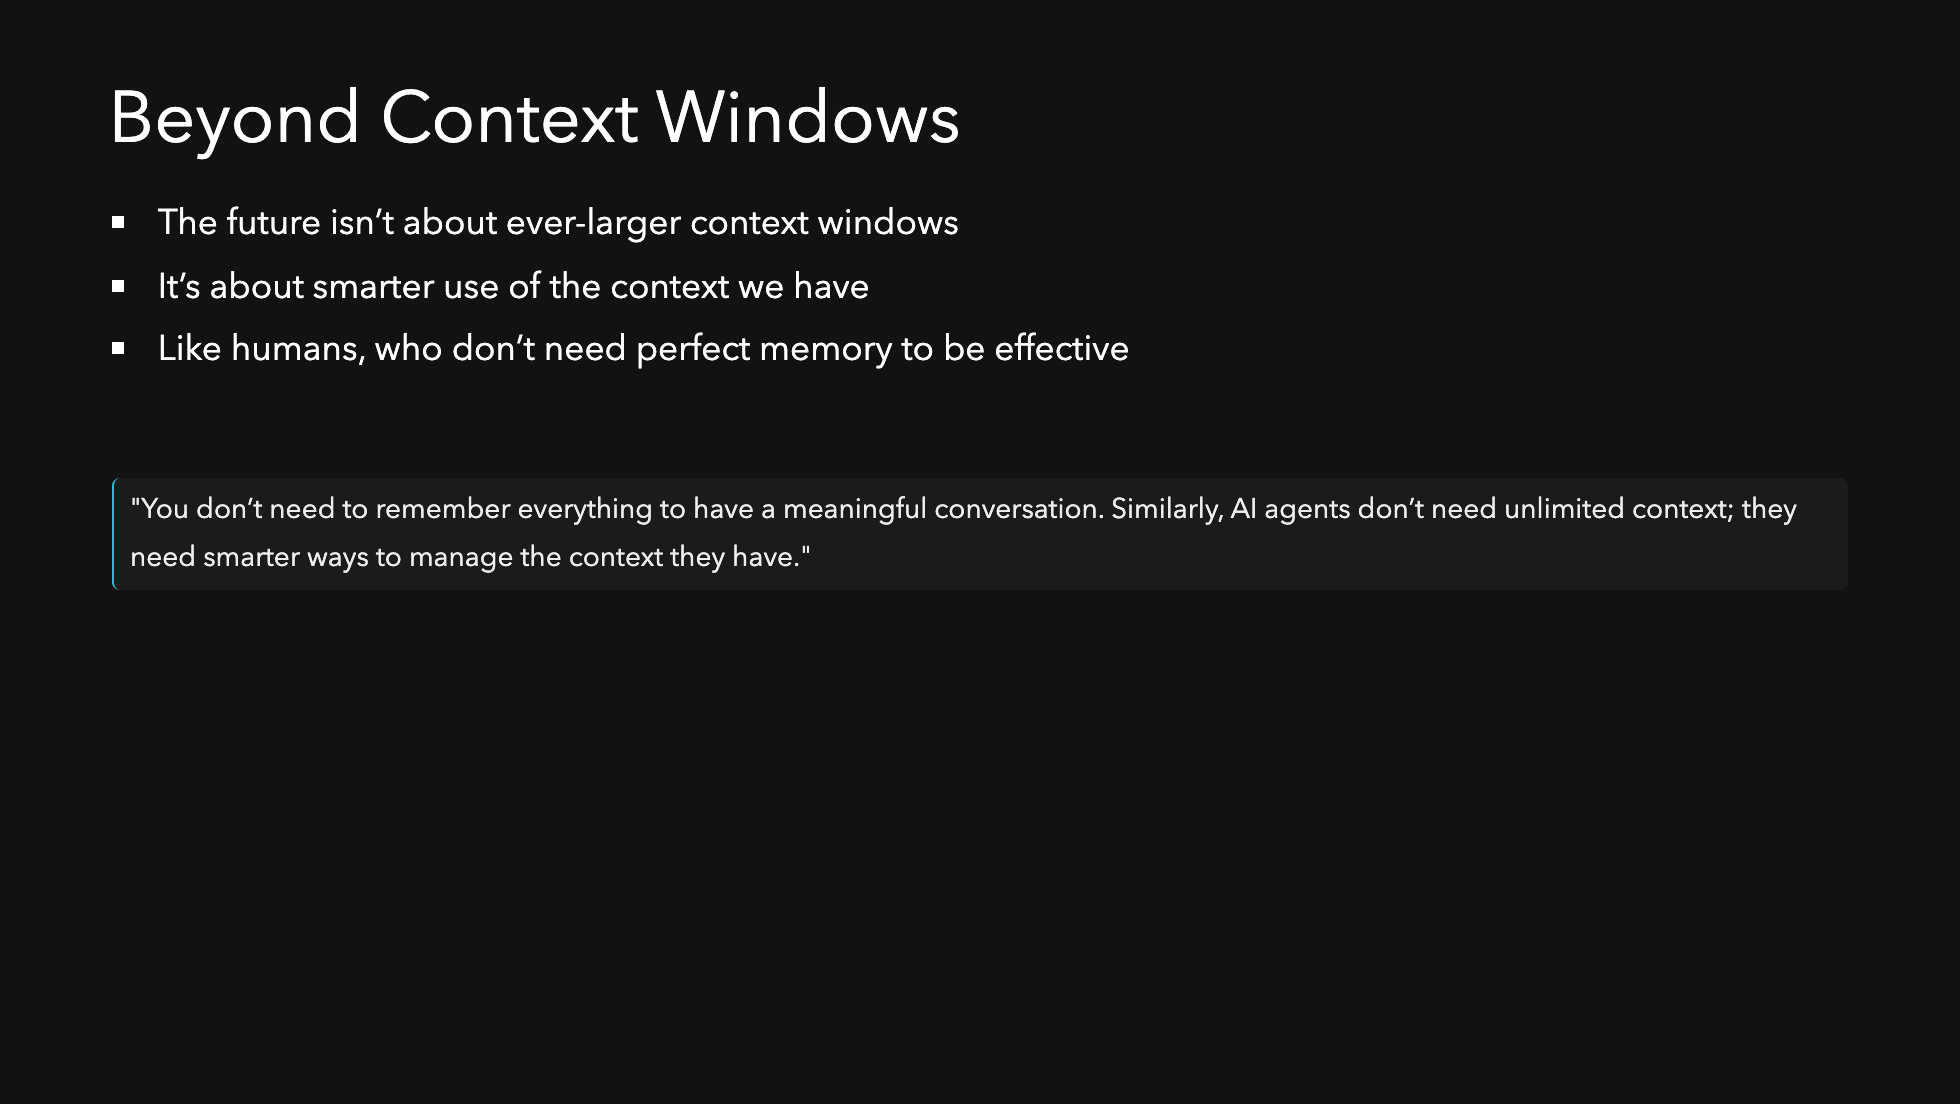 Beyond Context Windows
▪ The future isn’t about ever-larger context windows
▪ It’s about smarter use of the context we have
▪ Like humans, who don’t need perfect memory to be effective
"You don’t need to remember everything to have a meaningful conversation. Similarly, AI agents don’t need unlimited context; they
need smarter ways to manage the context they have."